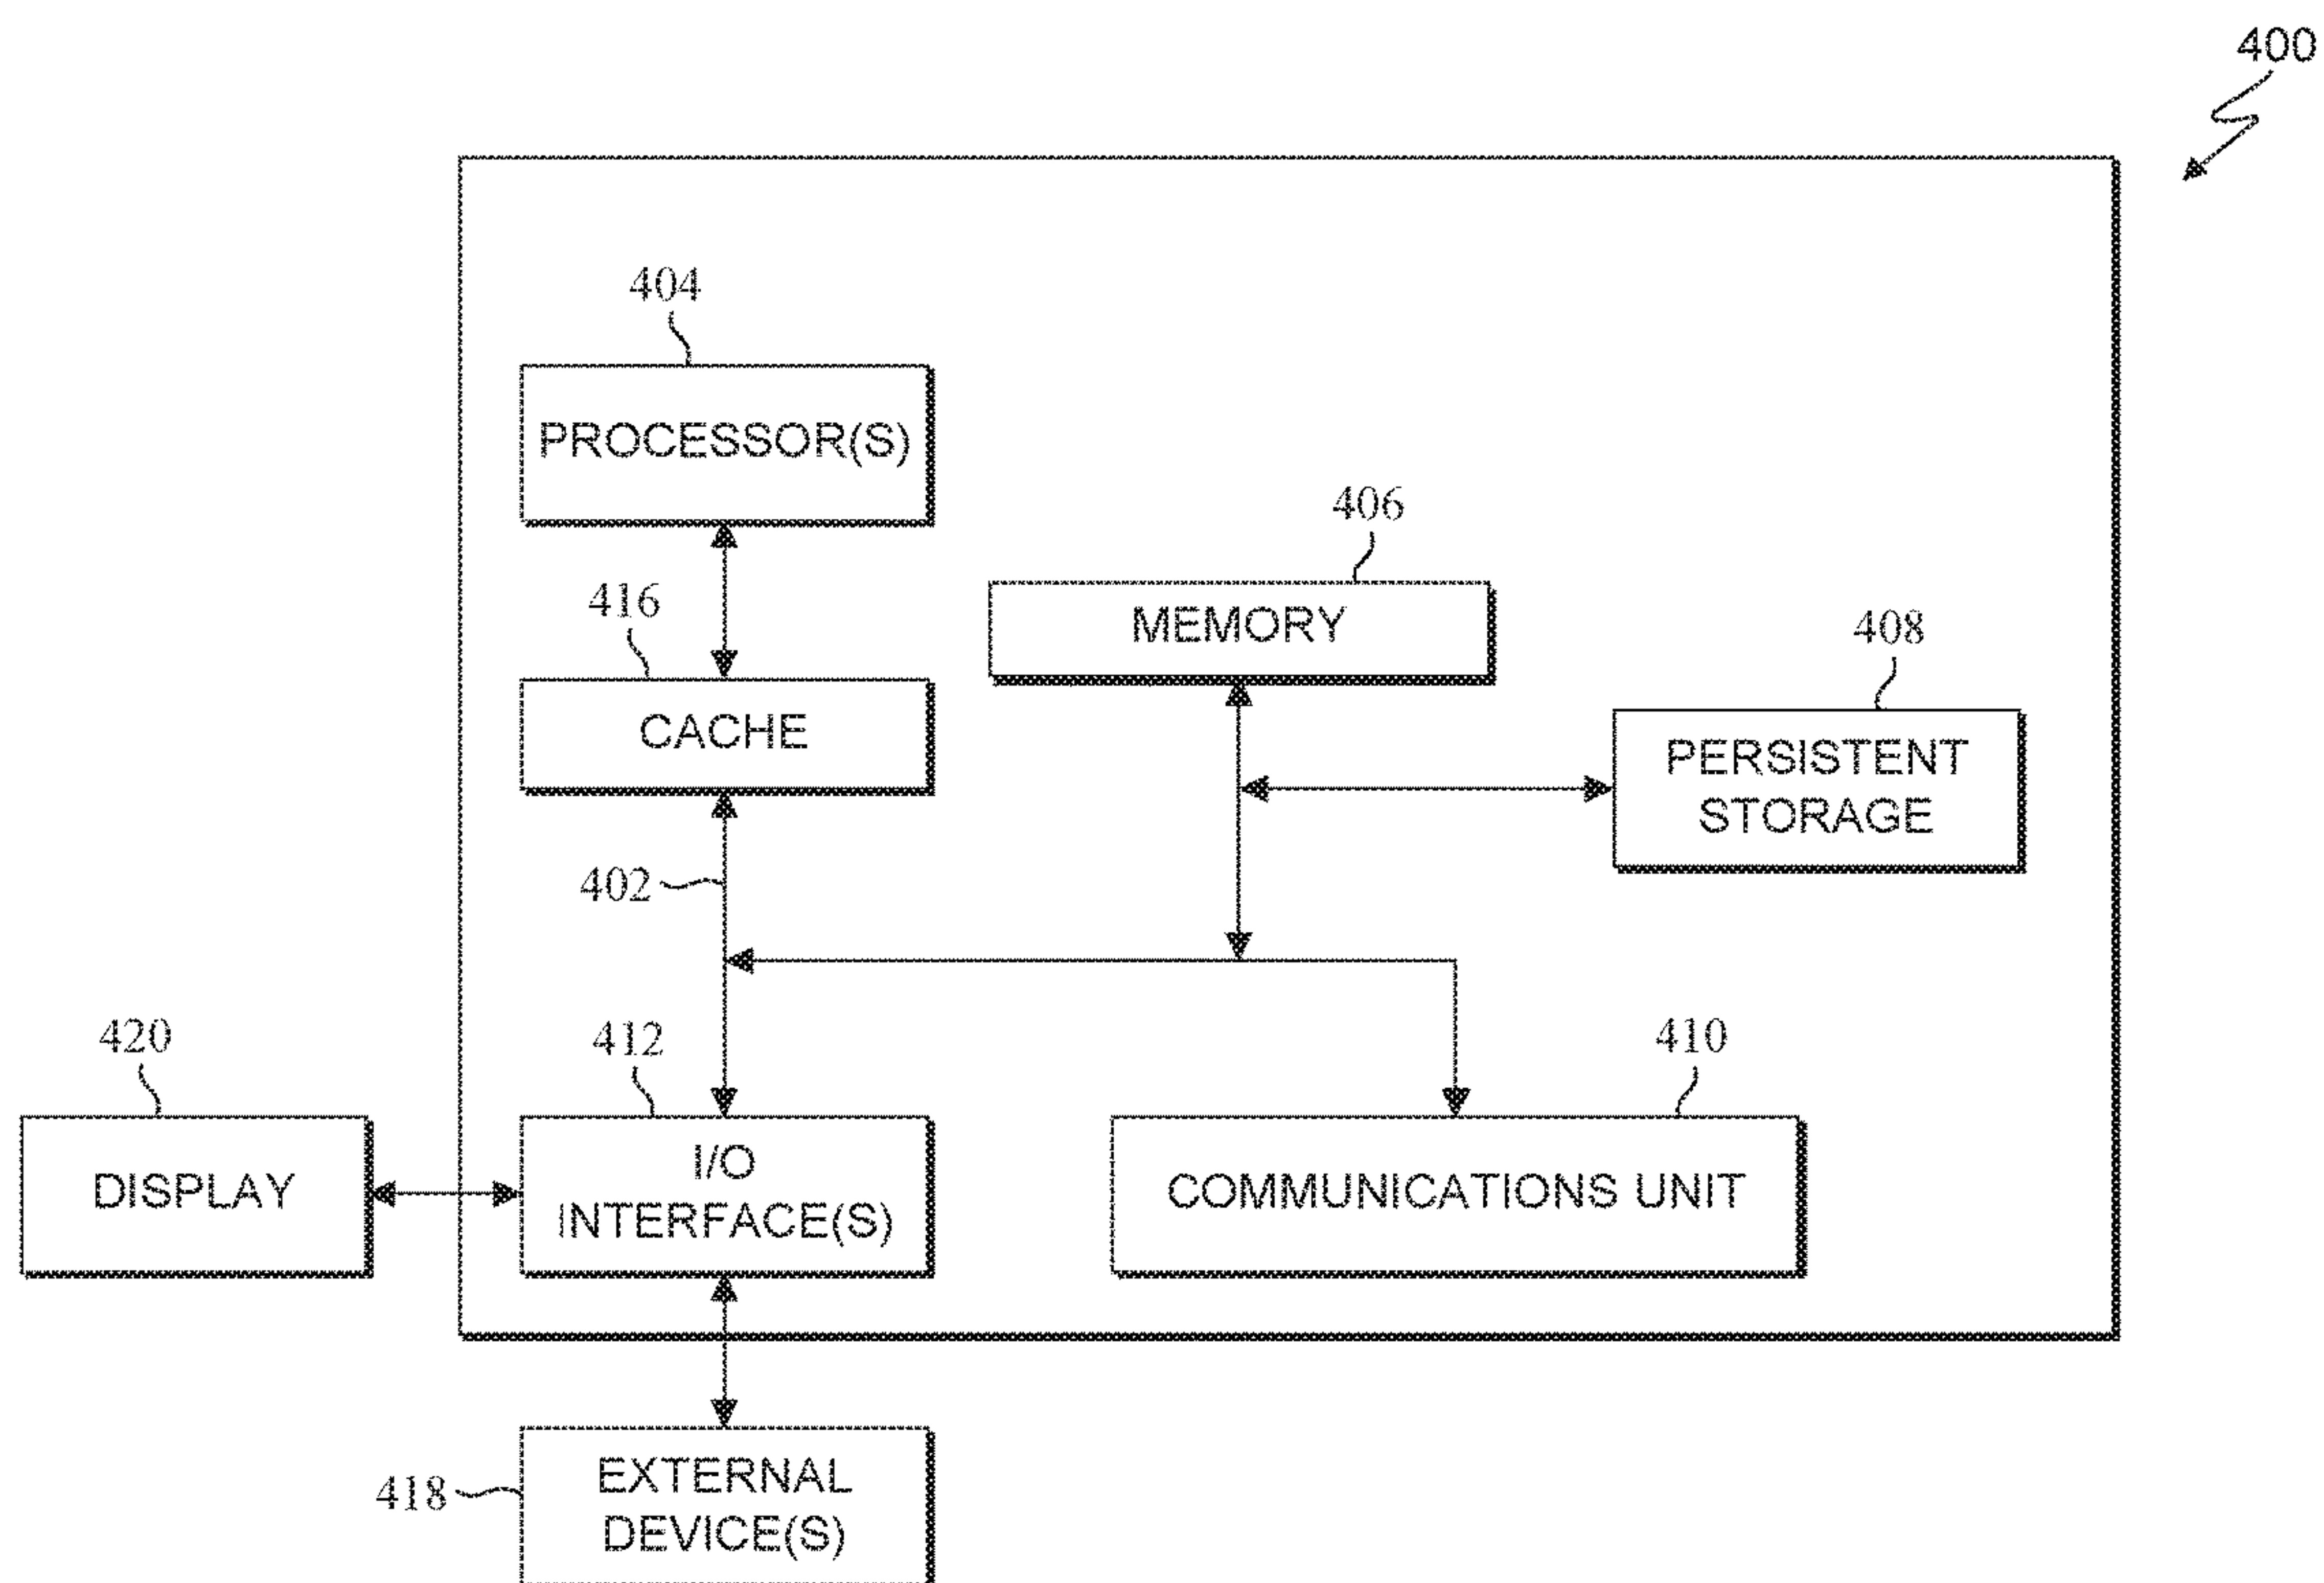 400
404
PROCESSOR(S)
406
416
MEMORY
408
CACHE
PERSISTENT
STORAGE
402
420
412
410
DISPLAY
I/O
INTERFACE(S)
COMMUNICATIONS UNIT
418
EXTERNAL
DEVICE(S)